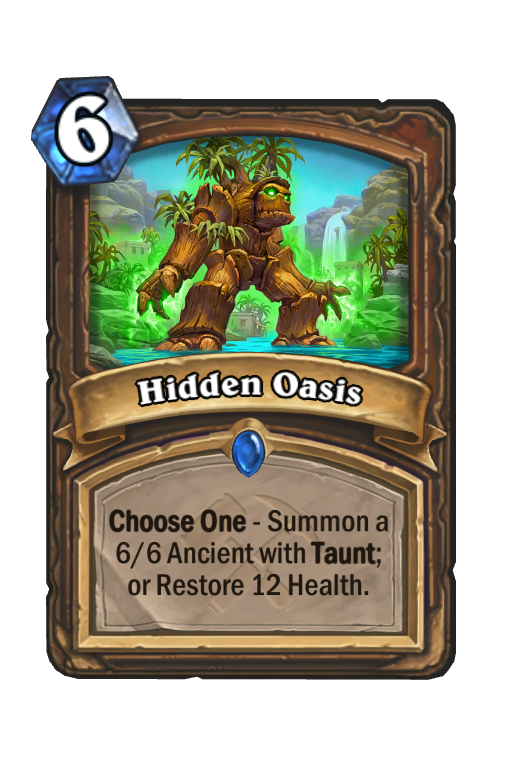 6
Hidden Oasis
Choose One - Summon a
6/6 Ancient with Taunt;
or Restore 12 Health.